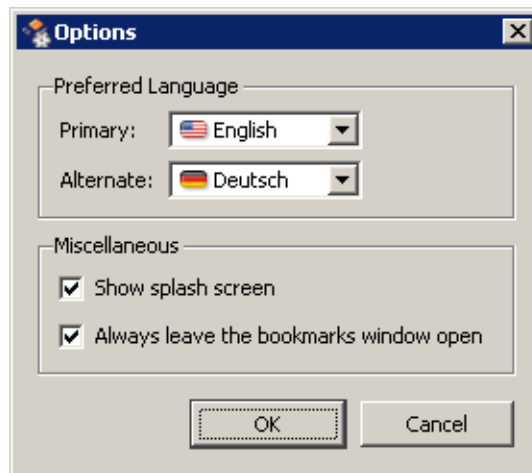 Options
Preferred Language
Primary: English
Alternate: Deutsch
Miscellaneous
Show splash screen
Always leave the bookmarks window open
OK Cancel